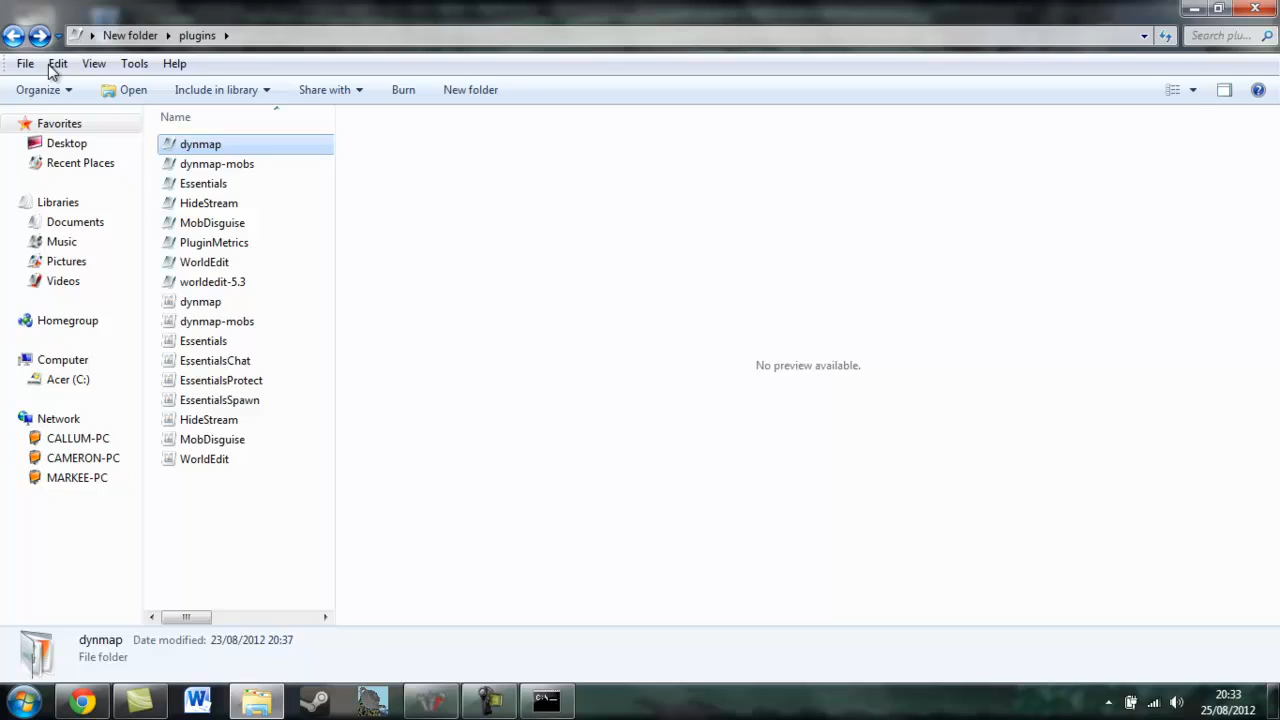 New folder plugins
Search plu...
File Edit View Tools Help
Organize Open Include in library Share with Burn New folder
Name
Favorites
Desktop
Recent Places
Libraries
Documents
Music
Pictures
Videos
Homegroup
Computer
Acer (C:)
Network
CALLUM-PC
CAMERON-PC
MARKEE-PC
dynmap
dynmap-mobs
Essentials
HideStream
MobDisguise
PluginMetrics
WorldEdit
worldedit-5.3
dynmap
dynmap-mobs
Essentials
EssentialsChat
EssentialsProtect
EssentialsSpawn
HideStream
MobDisguise
WorldEdit
No preview available.
dynmap Date modified: 23/08/2012 20:37
File folder
20:33
25/08/2012